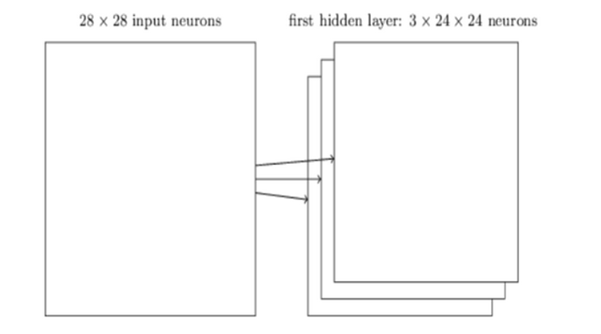 28 × 28 input neurons
first hidden layer: 3 × 24 × 24 neurons